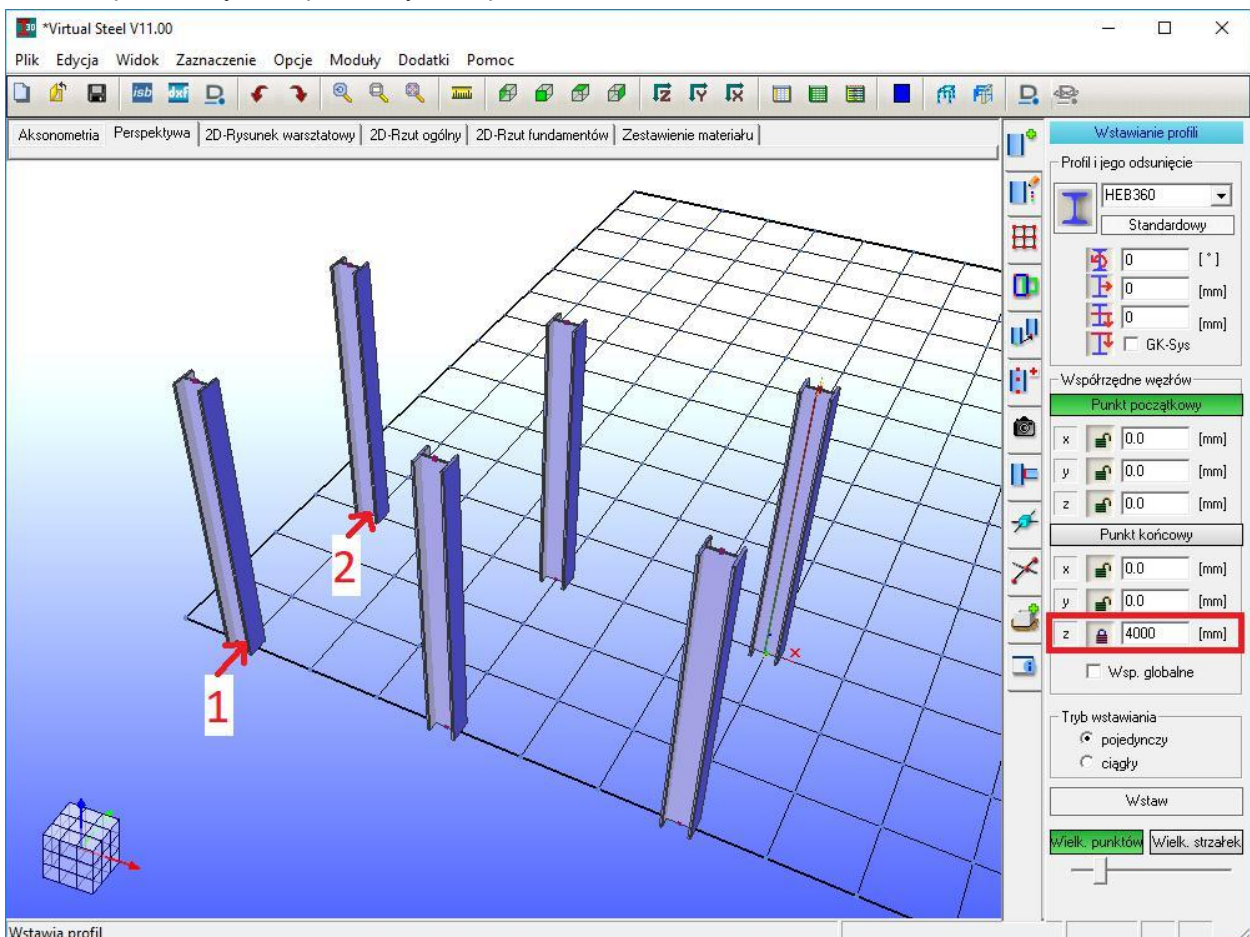 *Virtual Steel V11.00
Plik Edycja Widok Zaznaczenie Opcje Moduły Dodatki Pomoc
isb dxf D. Z Y X D.
Aksonometria Perspektywa 2D-Rysunek warsztatowy 2D-Rzut ogólny 2D-Rzut fundamentów Zestawienie materiału
Wstawianie profili
Profil i jego odsunięcie
HEB360
Standardowy
0 [°]
0 [mm]
0 [mm]
GK-Sys
Współrzędne węzłów
Punkt początkowy
x 0.0 [mm]
y 0.0 [mm]
z 0.0 [mm]
Punkt końcowy
x 0.0 [mm]
y 0.0 [mm]
z 4000 [mm]
Wsp. globalne
Tryb wstawiania
pojedynczy
ciągły
Wstaw
Wielk. punktów Wielk. strzałek
2
1
Wstawia profil